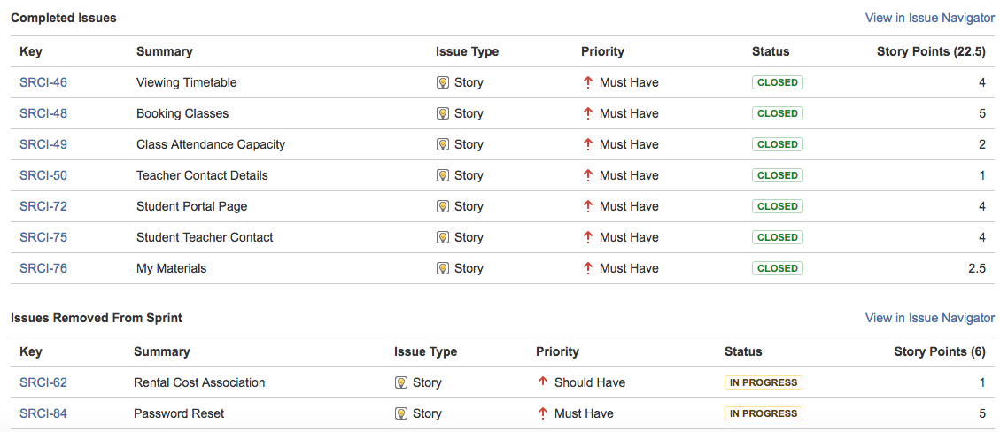 Completed Issues View in Issue Navigator
Key Summary Issue Type Priority Status Story Points (22.5)
SRCI-46 Viewing Timetable Story Must Have CLOSED 4
SRCI-48 Booking Classes Story Must Have CLOSED 5
SRCI-49 Class Attendance Capacity Story Must Have CLOSED 2
SRCI-50 Teacher Contact Details Story Must Have CLOSED 1
SRCI-72 Student Portal Page Story Must Have CLOSED 4
SRCI-75 Student Teacher Contact Story Must Have CLOSED 4
SRCI-76 My Materials Story Must Have CLOSED 2.5
Issues Removed From Sprint View in Issue Navigator
Key Summary Issue Type Priority Status Story Points (6)
SRCI-62 Rental Cost Association Story Should Have IN PROGRESS 1
SRCI-84 Password Reset Story Must Have IN PROGRESS 5